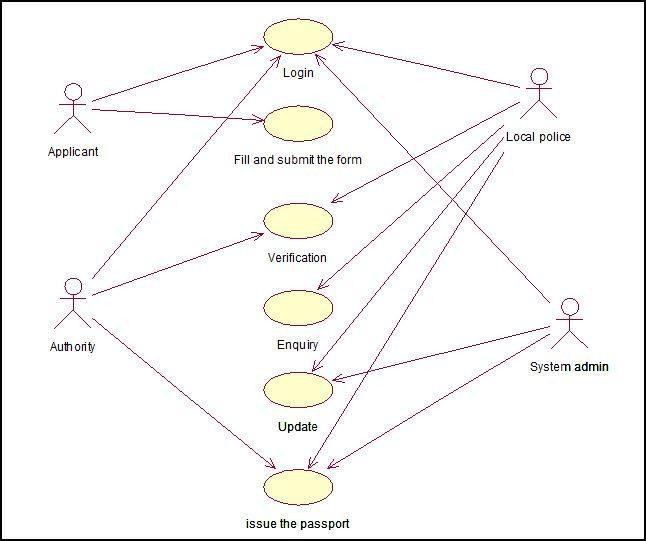 Login
Applicant
Local police
Fill and submit the form
Verification
Authority
Enquiry
System admin
Update
issue the passport